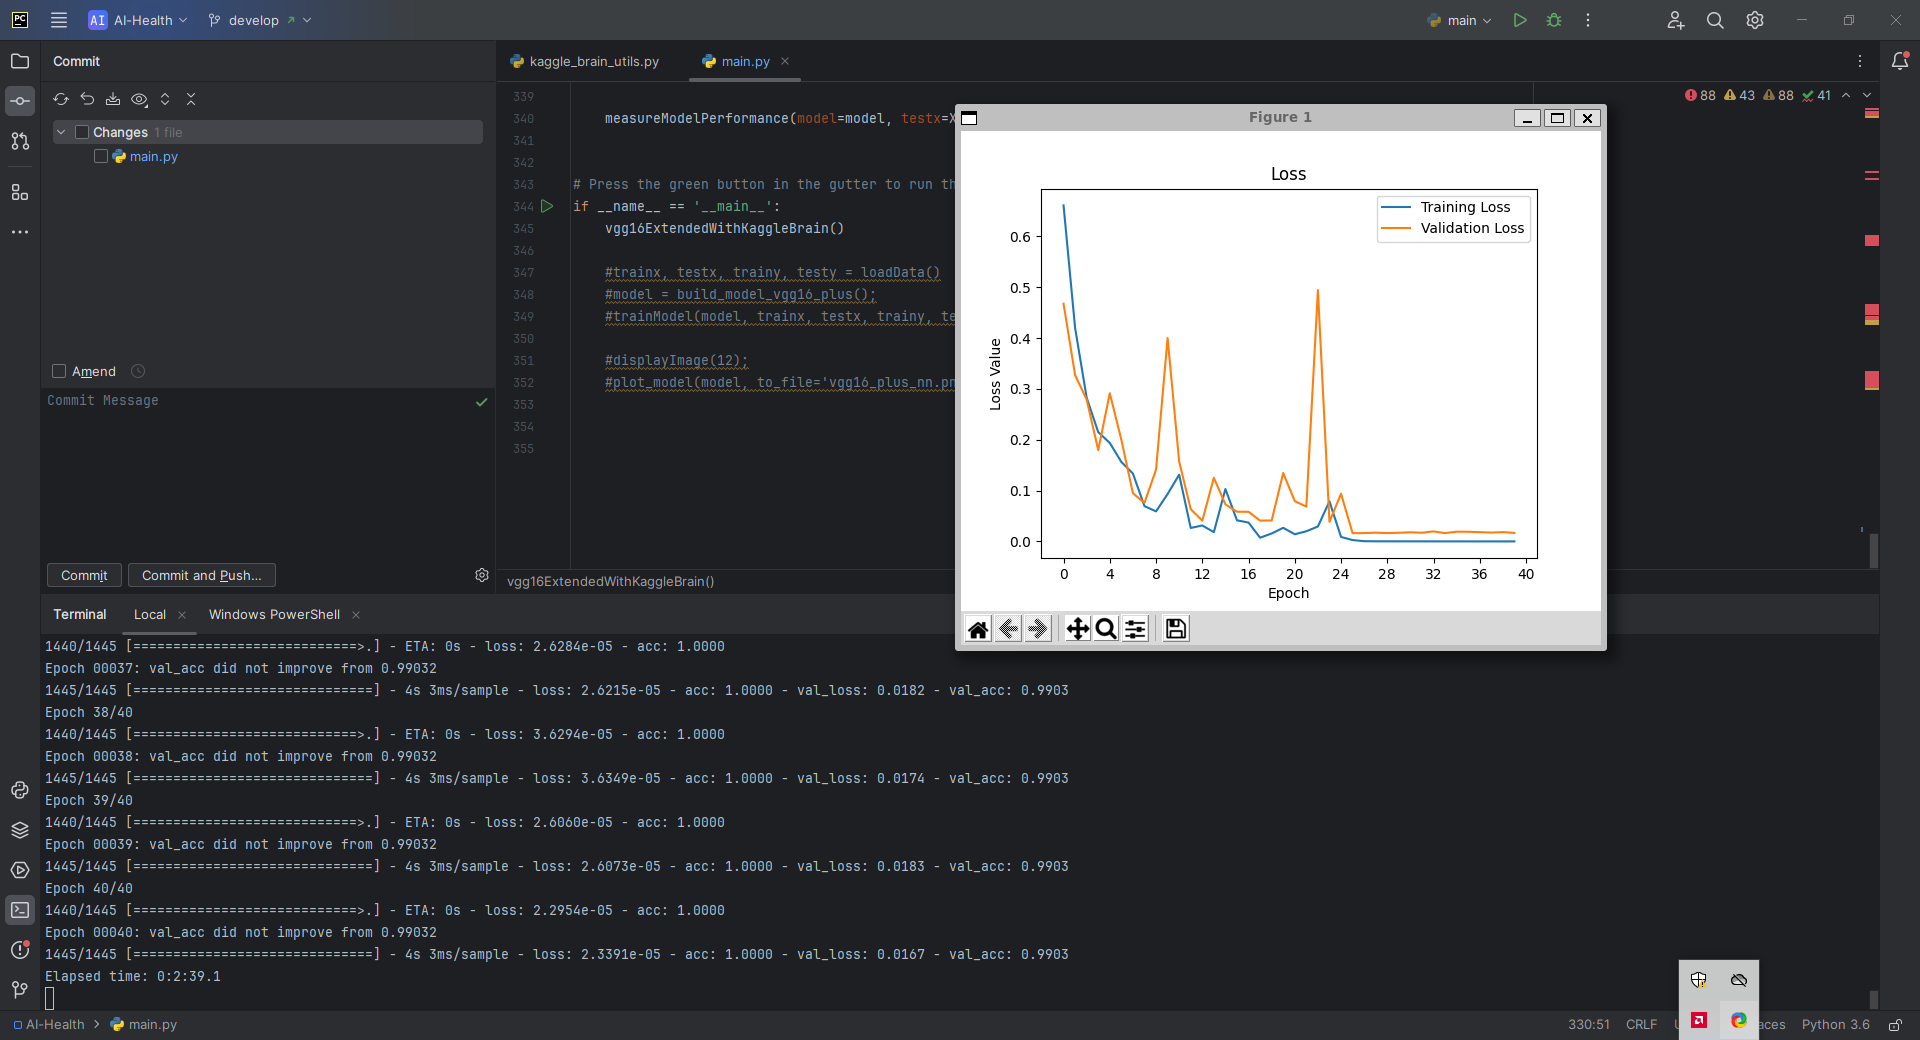 PC AI AI-Health develop main
Commit
Changes 1 file
main.py
Amend
Commit Message
Commit Commit and Push...
kaggle_brain_utils.py main.py
88 43 88 41
339
340 measureModelPerformance(model=model, testx=X
341
342
343 # Press the green button in the gutter to run th
344 if __name__ == '__main__':
345 vgg16ExtendedWithKaggleBrain()
346
347 #trainx, testx, trainy, testy = loadData()
348 #model = build_model_vgg16_plus();
349 #trainModel(model, trainx, testx, trainy, te
350
351 #displayImage(12);
352 #plot_model(model, to_file='vgg16_plus_nn.pn
353
354
355
vgg16ExtendedWithKaggleBrain()
Figure 1
Loss
Training Loss
Validation Loss
Loss Value
0.6
0.5
0.4
0.3
0.2
0.1
0.0
0 4 8 12 16 20 24 28 32 36 40
Epoch
Terminal Local Windows PowerShell
1440/1445 [============================>.] - ETA: 0s - loss: 2.6284e-05 - acc: 1.0000
Epoch 00037: val_acc did not improve from 0.99032
1445/1445 [==============================] - 4s 3ms/sample - loss: 2.6215e-05 - acc: 1.0000 - val_loss: 0.0182 - val_acc: 0.9903
Epoch 38/40
1440/1445 [============================>.] - ETA: 0s - loss: 3.6294e-05 - acc: 1.0000
Epoch 00038: val_acc did not improve from 0.99032
1445/1445 [==============================] - 4s 3ms/sample - loss: 3.6349e-05 - acc: 1.0000 - val_loss: 0.0174 - val_acc: 0.9903
Epoch 39/40
1440/1445 [============================>.] - ETA: 0s - loss: 2.6060e-05 - acc: 1.0000
Epoch 00039: val_acc did not improve from 0.99032
1445/1445 [==============================] - 4s 3ms/sample - loss: 2.6073e-05 - acc: 1.0000 - val_loss: 0.0183 - val_acc: 0.9903
Epoch 40/40
1440/1445 [============================>.] - ETA: 0s - loss: 2.2954e-05 - acc: 1.0000
Epoch 00040: val_acc did not improve from 0.99032
1445/1445 [==============================] - 4s 3ms/sample - loss: 2.3391e-05 - acc: 1.0000 - val_loss: 0.0167 - val_acc: 0.9903
Elapsed time: 0:2:39.1
AI-Health main.py
330:51 CRLF aces Python 3.6